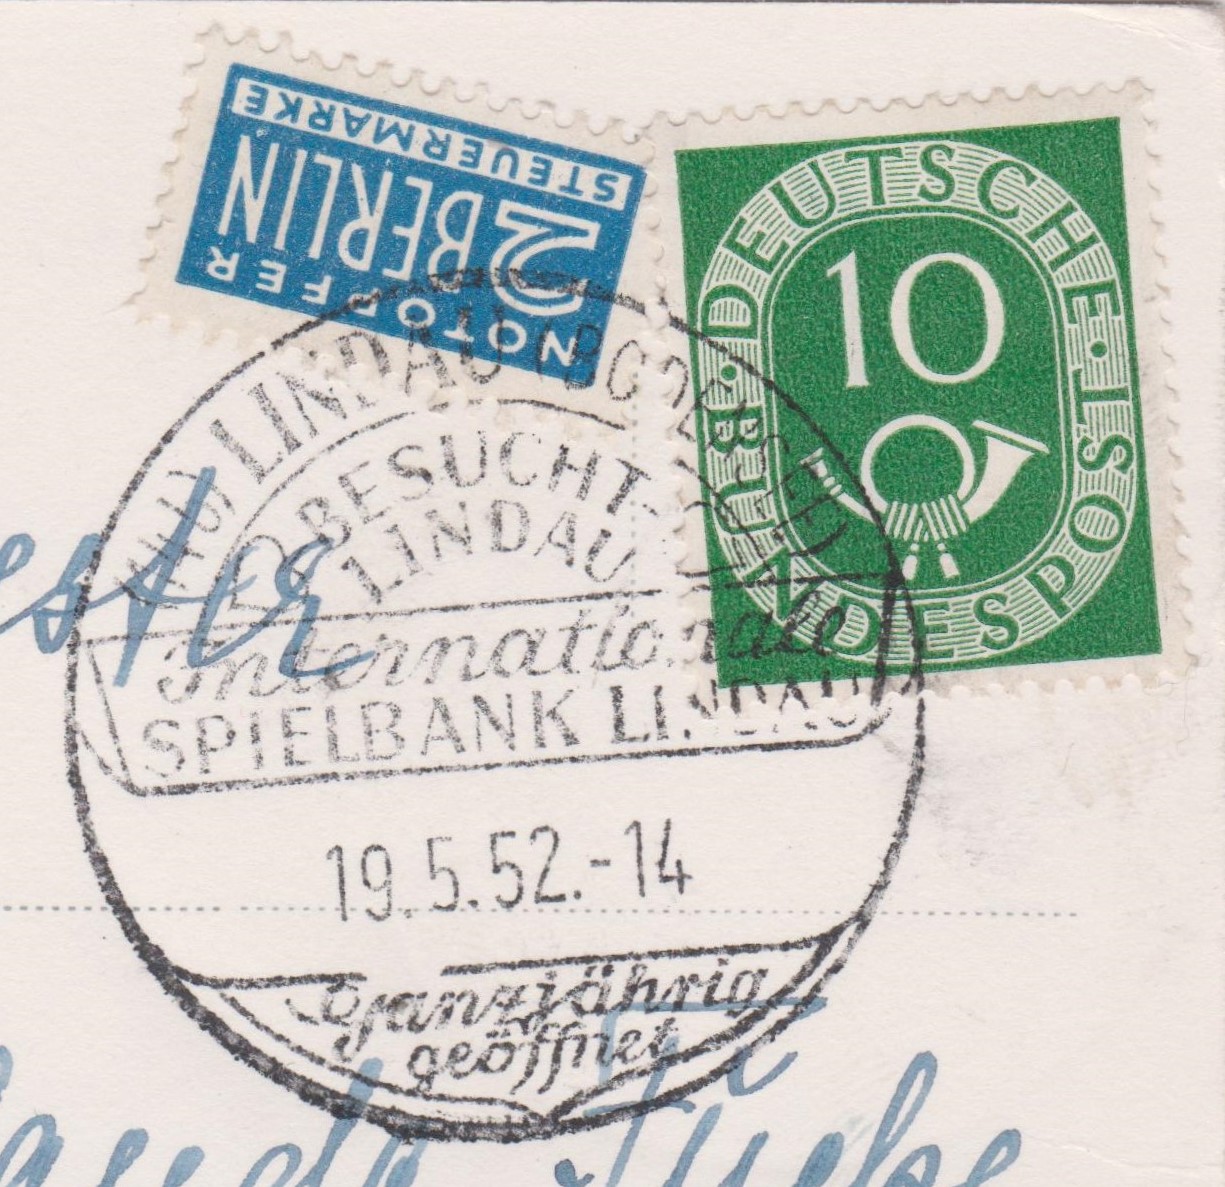 STEUERMARKE
2 BERLIN
NOTOPFER
DEUTSCHE · POST
BUNDESPOST
10
LINDAU (BODENSEE)
BESUCHT
LINDAU
Internationale
SPIELBANK LINDAU
19.5.52.-14
Ganzjährig
geöffnet